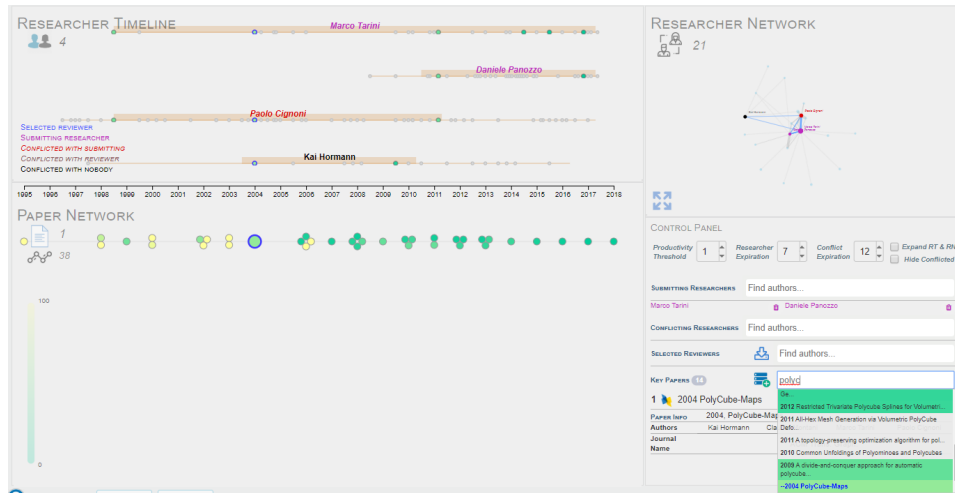 Researcher Timeline
4
Marco Tarini
Daniele Panozzo
Paolo Cignoni
Kai Hormann
Selected reviewer
Submitting researcher
Conflicted with submitting
Conflicted with reviewer
Conflicted with nobody
1995 1996 1997 1998 1999 2000 2001 2002 2003 2004 2005 2006 2007 2008 2009 2010 2011 2012 2013 2014 2015 2016 2017 2018
Paper Network
1
38
100
0
Researcher Network
21
Control Panel
Productivity Threshold 1 Researcher Expiration 7 Conflict Expiration 12 Expand RT & RN
Hide Conflicted
Submitting Researchers Find authors...
Marco Tarini Daniele Panozzo
Conflicting Researchers Find authors...
Selected Reviewers Find authors...
Key Papers 14 polyc
1 2004 PolyCube-Maps
Paper Info 2004, PolyCube-Map
Authors Kai Hormann Cla
Journal
Name
Ge...
2012 Restricted Trivariate Polycube Splines for Volumetri...
2011 All-Hex Mesh Generation via Volumetric PolyCube
Defo...
2011 A topology-preserving optimization algorithm for pol...
2010 Common Unfoldings of Polyominoes and Polycubes
2009 A divide-and-conquer approach for automatic
polycube...
--2004 PolyCube-Maps